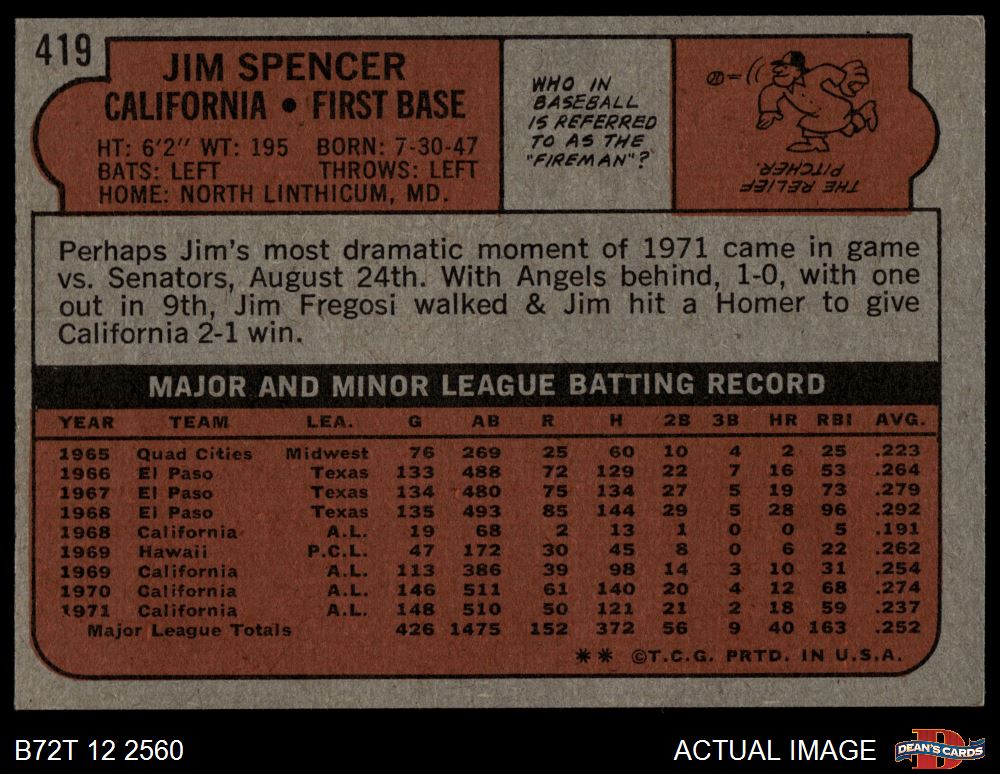 419
JIM SPENCER
CALIFORNIA • FIRST BASE
HT: 6'2" WT: 195 BORN: 7-30-47
BATS: LEFT THROWS: LEFT
HOME: NORTH LINTHICUM, MD.
WHO IN
BASEBALL
IS REFERRED
TO AS THE
"FIREMAN"?
THE RELIEF
PITCHER.
Perhaps Jim's most dramatic moment of 1971 came in game
vs. Senators, August 24th. With Angels behind, 1-0, with one
out in 9th, Jim Fregosi walked & Jim hit a Homer to give
California 2-1 win.
MAJOR AND MINOR LEAGUE BATTING RECORD
YEAR TEAM LEA. G AB R H 2B 3B HR RBI AVG.
1965 Quad Cities Midwest 76 269 25 60 10 4 2 25 .223
1966 El Paso Texas 133 488 72 129 22 7 16 53 .264
1967 El Paso Texas 134 480 75 134 27 5 19 73 .279
1968 El Paso Texas 135 493 85 144 29 5 28 96 .292
1968 California A.L. 19 68 2 13 1 0 0 5 .191
1969 Hawaii P.C.L. 47 172 30 45 8 0 6 22 .262
1969 California A.L. 113 386 39 98 14 3 10 31 .254
1970 California A.L. 146 511 61 140 20 4 12 68 .274
1971 California A.L. 148 510 50 121 21 2 18 59 .237
Major League Totals 426 1475 152 372 56 9 40 163 .252
** ©T.C.G. PRTD. IN U.S.A.
B72T 12 2560
ACTUAL IMAGE
DEAN'S CARDS